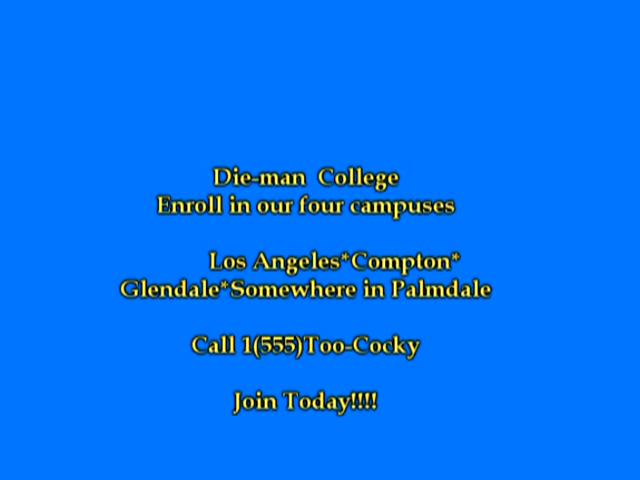 Die-man College
Enroll in our four campuses
Los Angeles*Compton*
Glendale*Somewhere in Palmdale
Call 1(555)Too-Cocky
Join Today!!!!